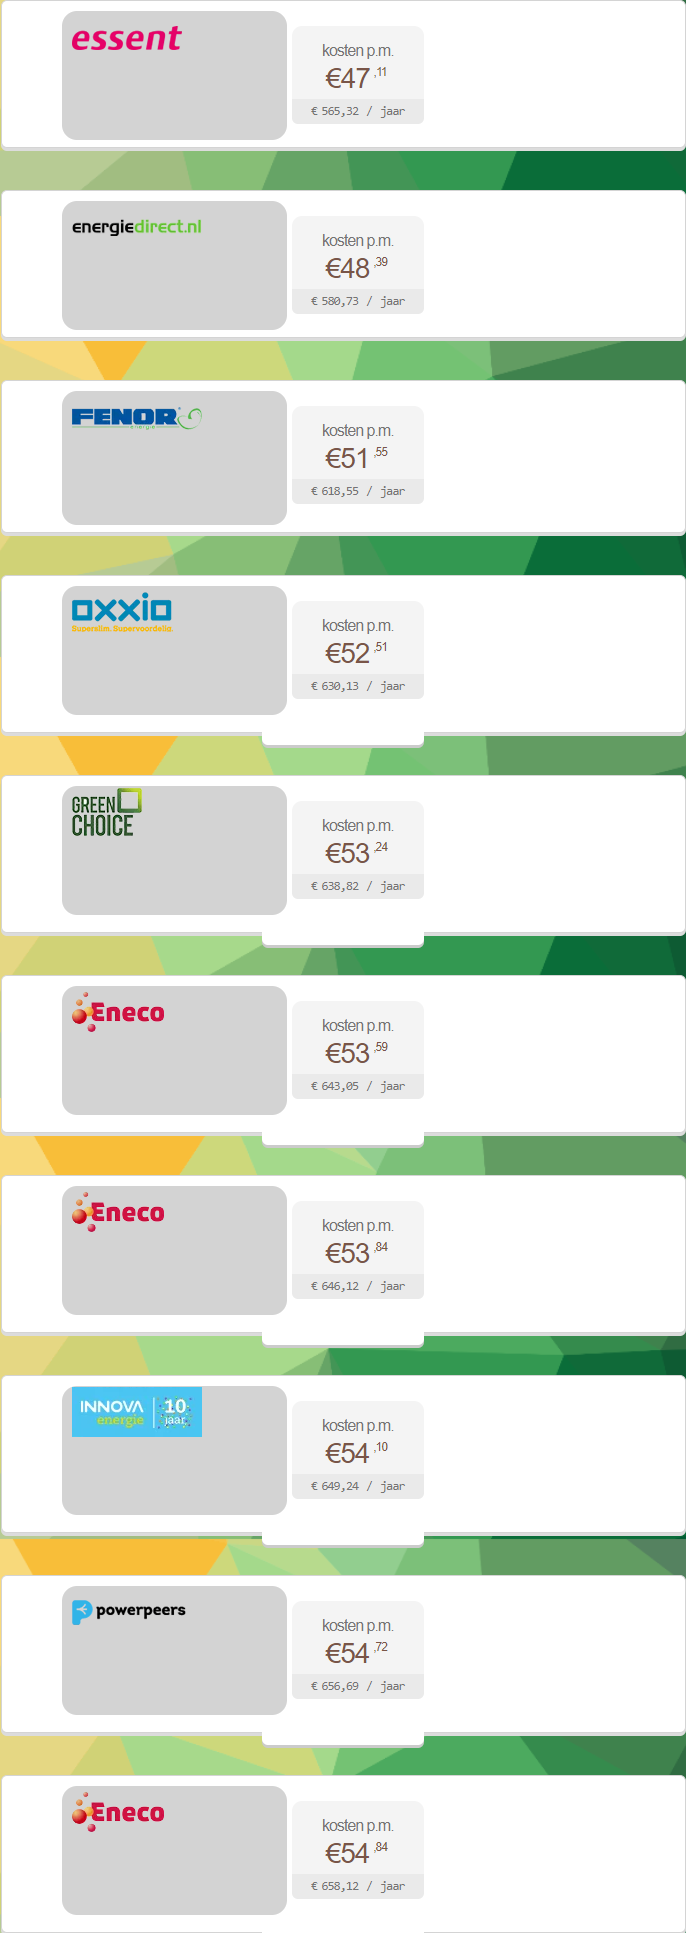 essent
kosten p.m.
€47 ,11
€ 565,32 / jaar
energiedirect.nl
kosten p.m.
€48 ,39
€ 580,73 / jaar
FENOR
energie
kosten p.m.
€51 ,55
€ 618,55 / jaar
oxxio
Superslim. Supervoordelig.
kosten p.m.
€52 ,51
€ 630,13 / jaar
GREEN
CHOICE
kosten p.m.
€53 ,24
€ 638,82 / jaar
Eneco
kosten p.m.
€53 ,59
€ 643,05 / jaar
Eneco
kosten p.m.
€53 ,84
€ 646,12 / jaar
INNOVA 10
energie jaar
kosten p.m.
€54 ,10
€ 649,24 / jaar
powerpeers
kosten p.m.
€54 ,72
€ 656,69 / jaar
Eneco
kosten p.m.
€54 ,84
€ 658,12 / jaar